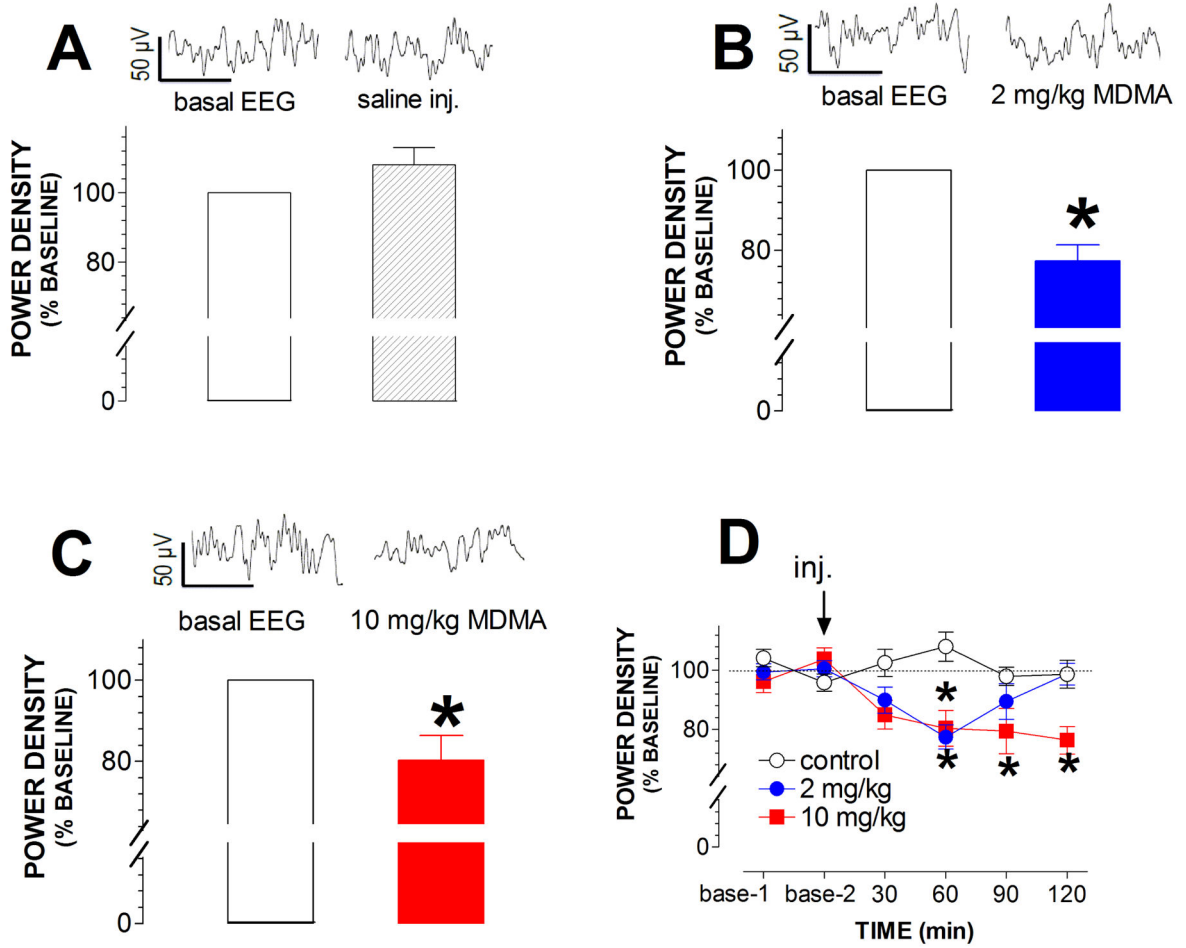 A
50 µV
basal EEG
saline inj.
POWER DENSITY
(% BASELINE)
100
80
0
B
50 µV
basal EEG
2 mg/kg MDMA
POWER DENSITY
(% BASELINE)
100
80
0
*
C
50 µV
basal EEG
10 mg/kg MDMA
POWER DENSITY
(% BASELINE)
100
80
0
*
D
inj.
POWER DENSITY
(% BASELINE)
100
80
0
*
* * *
control
2 mg/kg
10 mg/kg
base-1 base-2 30 60 90 120
TIME (min)